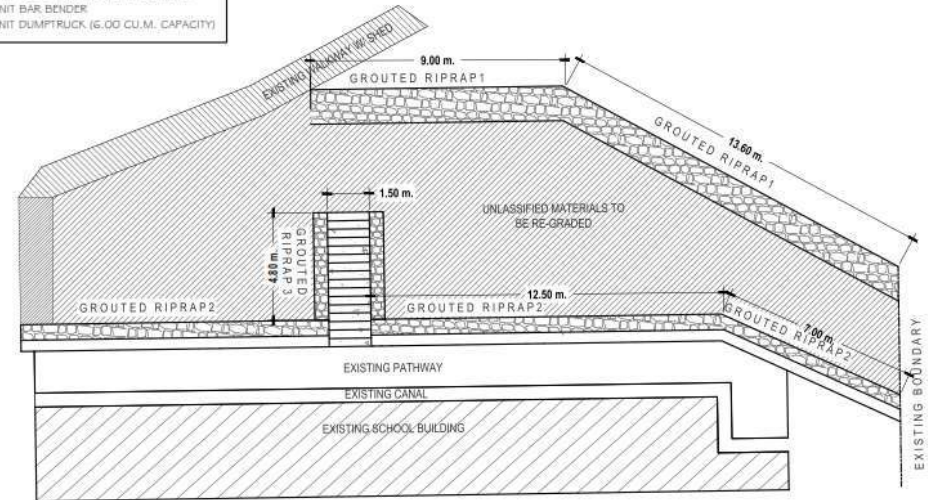 NIT BAR BENDER
NIT DUMPTRUCK (6.00 CU.M. CAPACITY)
EXISTING WALKWAY W/ SHED
9.00 m.
GROUTED RIPRAP1
13.60 m.
GROUTED RIPRAP1
1.50 m.
UNLASSIFIED MATERIALS TO
BE RE-GRADED
4.80 m.
GROUTED
RIPRAP 3
12.50 m.
GROUTED RIPRAP2
GROUTED RIPRAP2
7.00 m.
GROUTED RIPRAP2
EXISTING PATHWAY
EXISTING CANAL
EXISTING SCHOOL BUILDING
EXISTING BOUNDARY